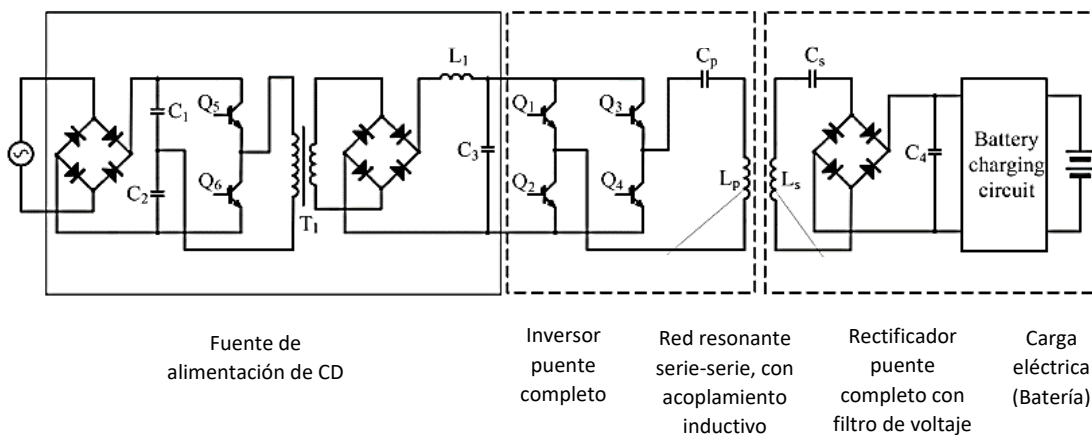 L1
Cp
Cs
C1
Q5
Q1
Q3
C3
C4
Battery
charging
circuit
C2
Q6
Q2
Q4
Lp
Ls
T1
Fuente de
alimentación de CD
Inversor
puente
completo
Red resonante
serie-serie, con
acoplamiento
inductivo
Rectificador
puente
completo con
filtro de voltaje
Carga
eléctrica
(Batería)